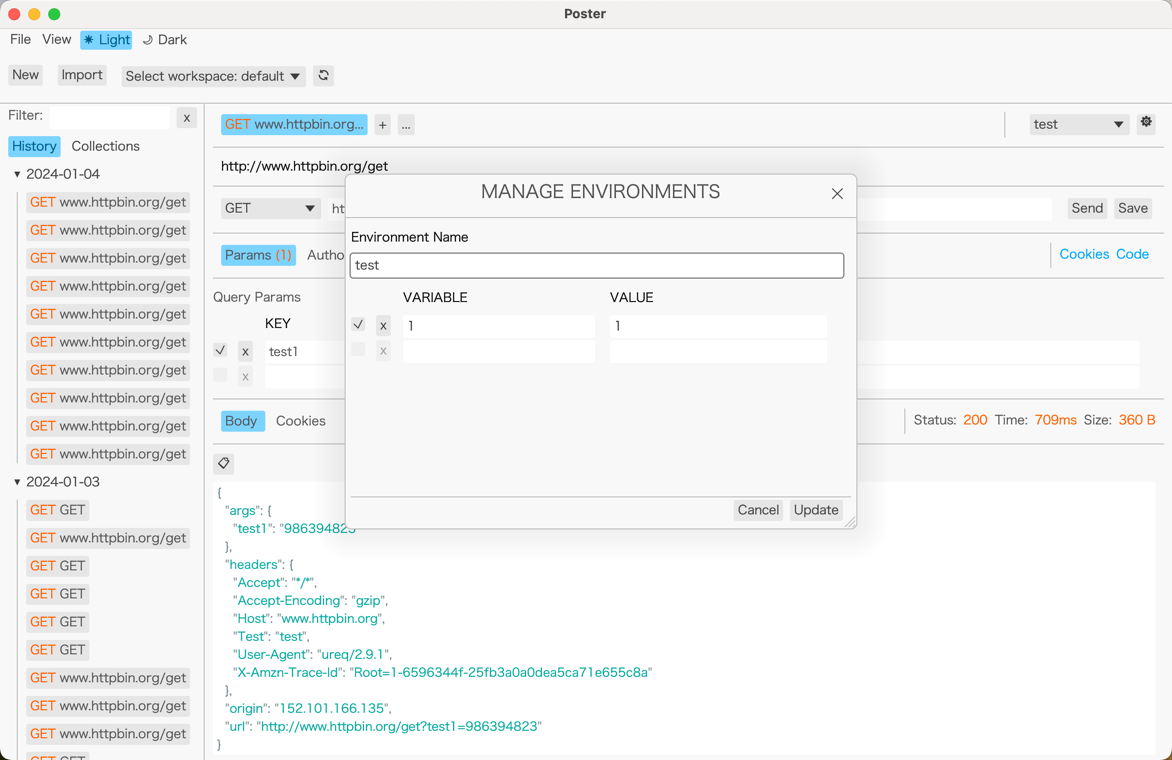 Poster
File View Light Dark
New Import Select workspace: default
Filter: x
History Collections
2024-01-04
GET www.httpbin.org/get
GET www.httpbin.org/get
GET www.httpbin.org/get
GET www.httpbin.org/get
GET www.httpbin.org/get
GET www.httpbin.org/get
GET www.httpbin.org/get
GET www.httpbin.org/get
GET www.httpbin.org/get
GET www.httpbin.org/get
2024-01-03
GET GET
GET www.httpbin.org/get
GET GET
GET GET
GET GET
GET GET
GET www.httpbin.org/get
GET www.httpbin.org/get
GET www.httpbin.org/get
GET GET
GET www.httpbin.org... + ... test
http://www.httpbin.org/get
GET ht Send Save
Params (1) Autho Cookies Code
Query Params
KEY
x test1
x
MANAGE ENVIRONMENTS
Environment Name
test
VARIABLE VALUE
x 1 1
x
Cancel Update
Body Cookies Status: 200 Time: 709ms Size: 360 B
{
"args": {
"test1": "986394823"
},
"headers": {
"Accept": "*/*",
"Accept-Encoding": "gzip",
"Host": "www.httpbin.org",
"Test": "test",
"User-Agent": "ureq/2.9.1",
"X-Amzn-Trace-Id": "Root=1-6596344f-25fb3a0a0dea5ca71e655c8a"
},
"origin": "152.101.166.135",
"url": "http://www.httpbin.org/get?test1=986394823"
}